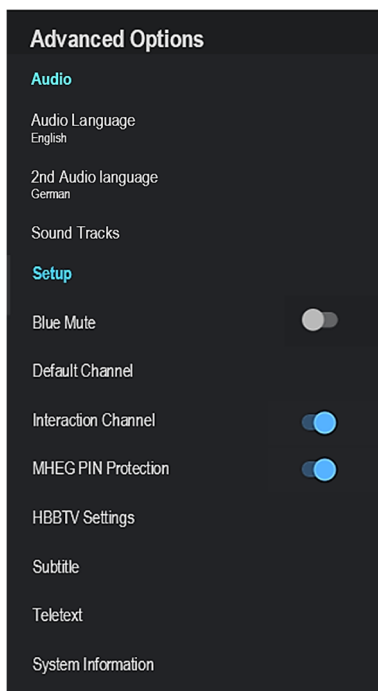 Advanced Options
Audio
Audio Language
English
2nd Audio language
German
Sound Tracks
Setup
Blue Mute
Default Channel
Interaction Channel
MHEG PIN Protection
HBBTV Settings
Subtitle
Teletext
System Information